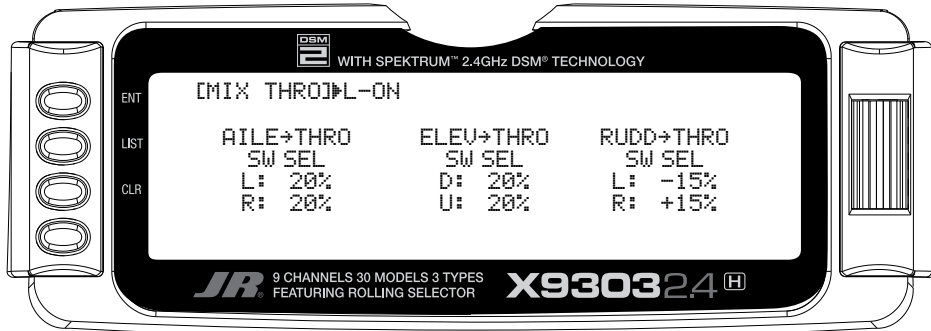 DSM
2
WITH SPEKTRUM™ 2.4GHz DSM® TECHNOLOGY
ENT
LIST
CLR
[MIX THRO]▶L-ON
AILE→THRO ELEV→THRO RUDD→THRO
SW SEL SW SEL SW SEL
L: 20% D: 20% L: -15%
R: 20% U: 20% R: +15%
JR® 9 CHANNELS 30 MODELS 3 TYPES
FEATURING ROLLING SELECTOR
X9303 2.4 H